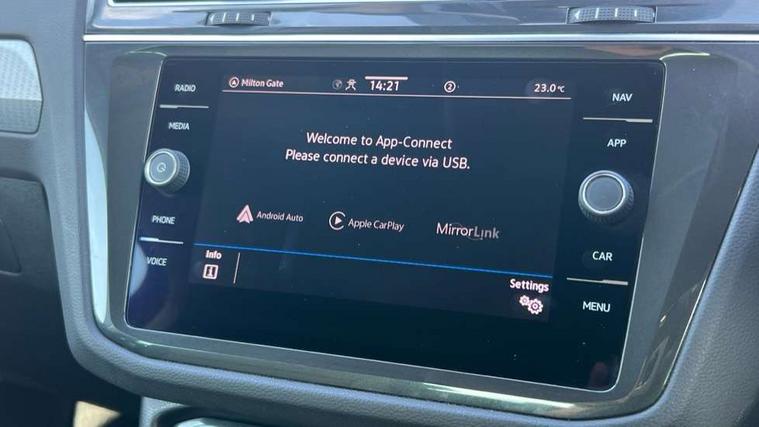 RADIO
MEDIA
PHONE
VOICE
Milton Gate
14:21
2
23.0 °C
Welcome to App-Connect
Please connect a device via USB.
Android Auto
Apple CarPlay
MirrorLink
Info
Settings
NAV
APP
CAR
MENU